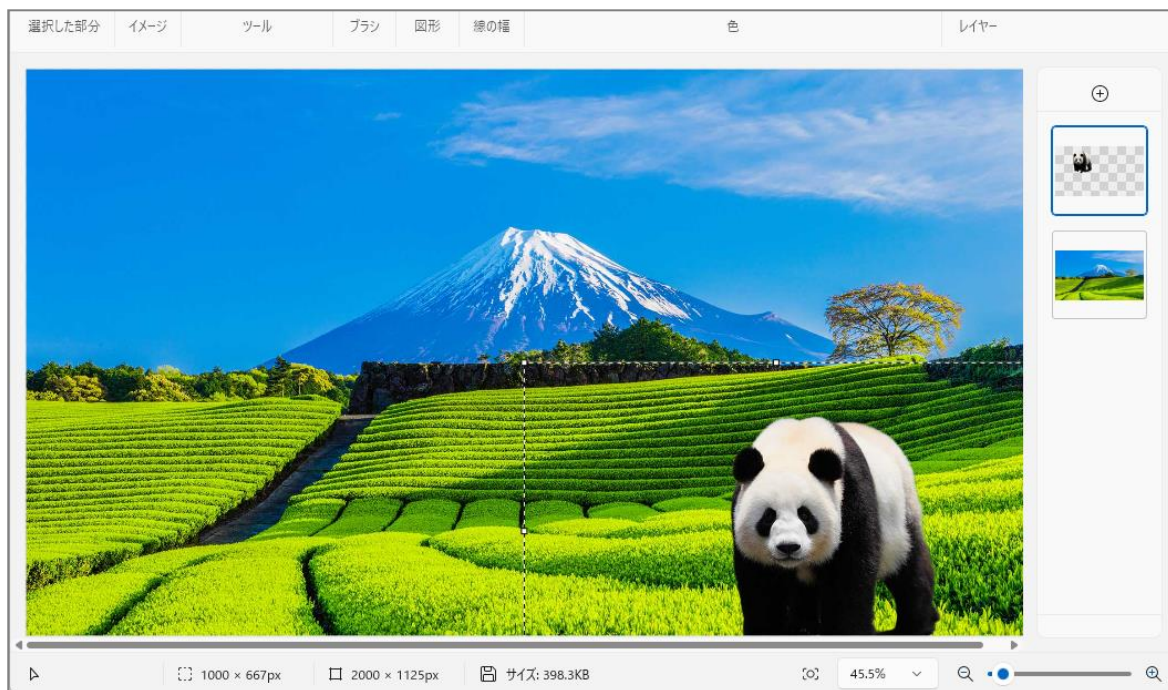 選択した部分 イメージ ツール ブラシ 図形 線の幅 色 レイヤー
1000 × 667px 2000 × 1125px サイズ: 398.3KB 45.5%